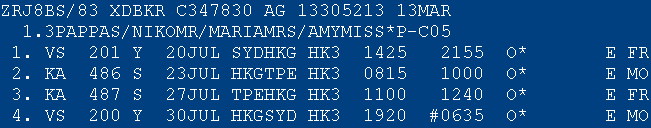 ZRJ8BS/83 XDBKR C347830 AG 13305213 13MAR
1.3PAPPAS/NIKOMR/MARIAMRS/AMYMISS*P-C05
1. VS 201 Y 20JUL SYDHKG HK3 1425 2155 O* E FR
2. KA 486 S 23JUL HKGTPE HK3 0815 1000 O* E MO
3. KA 487 S 27JUL TPEHKG HK3 1100 1240 O* E FR
4. VS 200 Y 30JUL HKGSYD HK3 1920 #0635 O* E MO